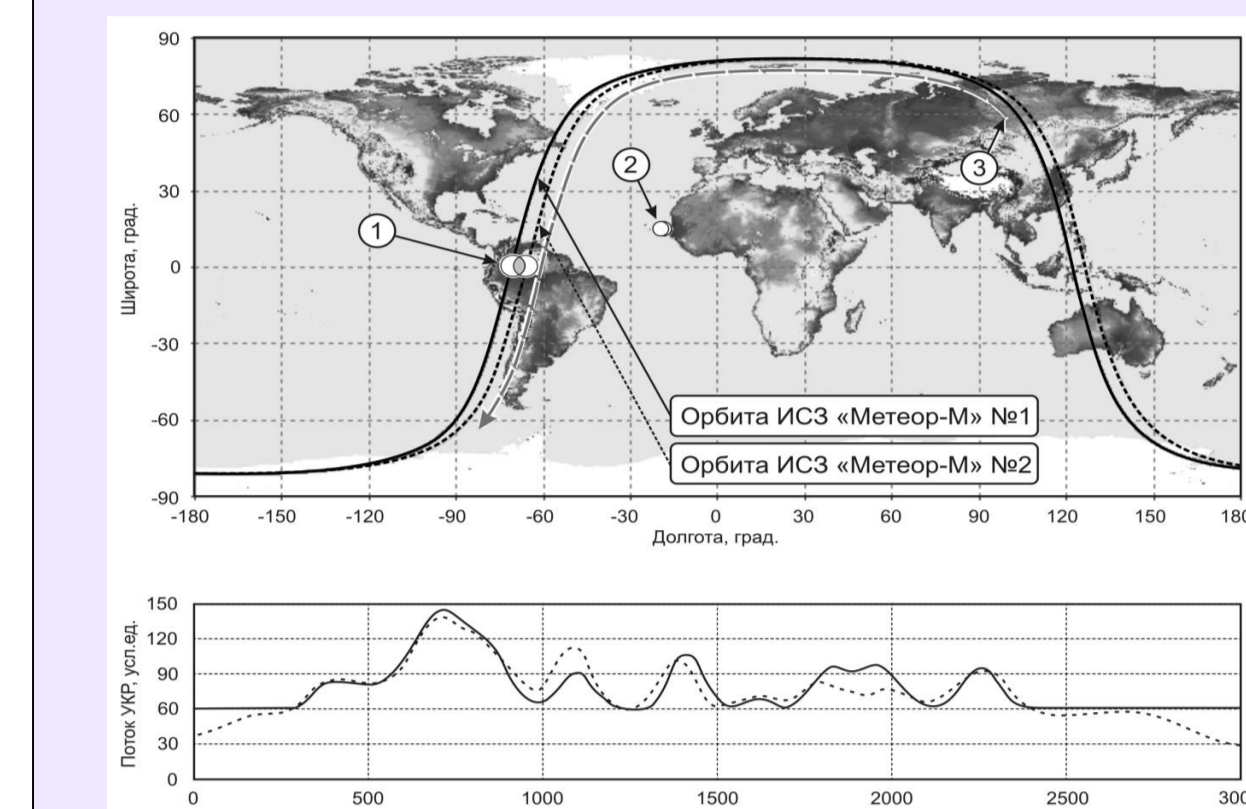 90
60
30
0
-30
-60
-90
Широта, град.
1
2
3
Орбита ИСЗ «Метеор-М» №1
Орбита ИСЗ «Метеор-М» №2
-180 -150 -120 -90 -60 -30 0 30 60 90 120 150 180
Долгота, град.
150
120
90
60
30
0
Поток УКР, усл.ед.
0 500 1000 1500 2000 2500 300